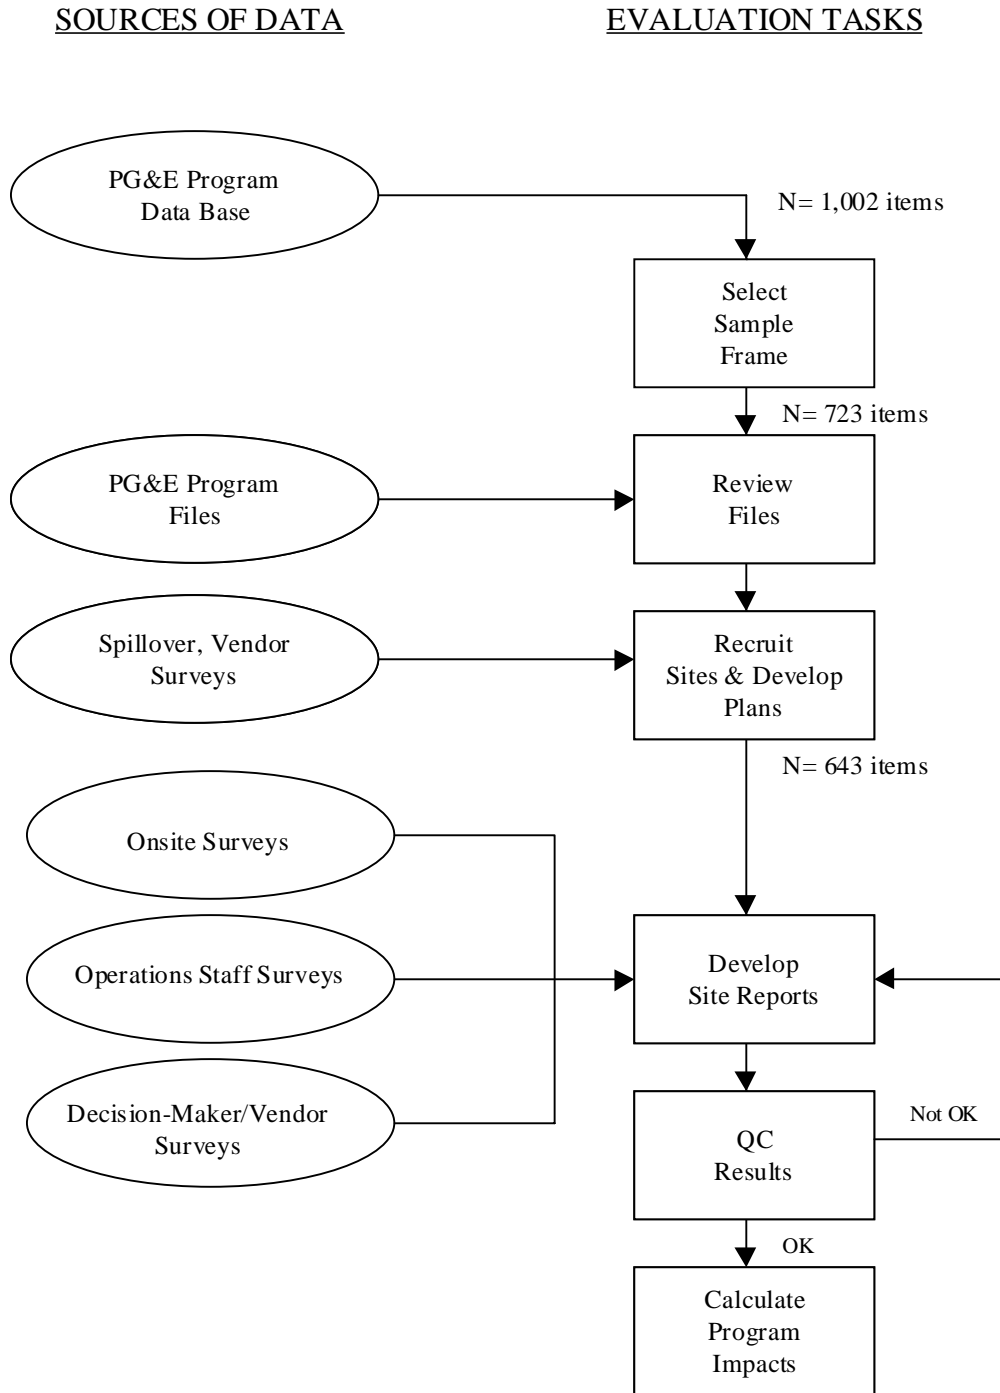 SOURCES OF DATA
EVALUATION TASKS
PG&E Program
Data Base
N= 1,002 items
Select
Sample
Frame
N= 723 items
PG&E Program
Files
Review
Files
Spillover, Vendor
Surveys
Recruit
Sites & Develop
Plans
N= 643 items
Onsite Surveys
Operations Staff Surveys
Develop
Site Reports
Decision-Maker/Vendor
Surveys
QC
Results
Not OK
OK
Calculate
Program
Impacts